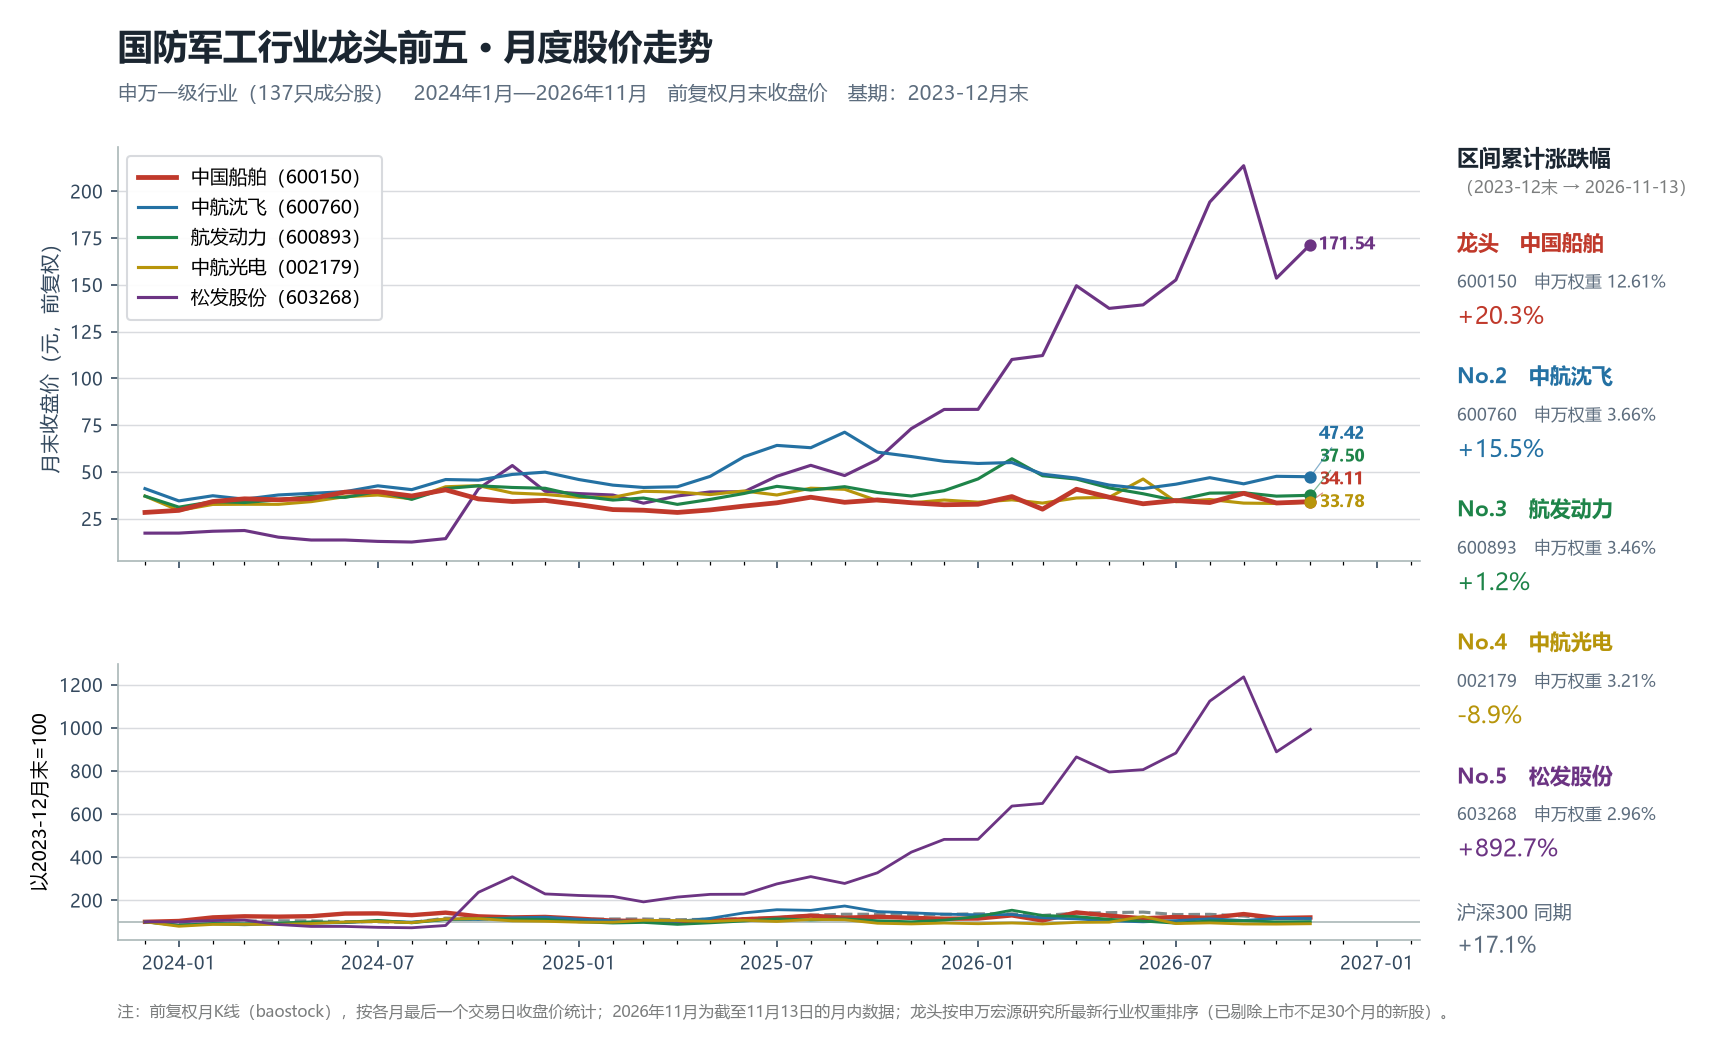 国防军工行业龙头前五 • 月度股价走势
申万一级行业（137只成分股） 2024年1月—2026年11月 前复权月末收盘价 基期：2023-12月末
月末收盘价（元，前复权）
200
175
150
125
100
75
50
25
中国船舶（600150）
中航沈飞（600760）
航发动力（600893）
中航光电（002179）
松发股份（603268）
171.54
47.42
37.50
34.11
33.78
以2023-12月末=100
1200
1000
800
600
400
200
2024-01
2024-07
2025-01
2025-07
2026-01
2026-07
2027-01
区间累计涨跌幅
（2023-12末 → 2026-11-13）
龙头 中国船舶
600150 申万权重 12.61%
+20.3%
No.2 中航沈飞
600760 申万权重 3.66%
+15.5%
No.3 航发动力
600893 申万权重 3.46%
+1.2%
No.4 中航光电
002179 申万权重 3.21%
-8.9%
No.5 松发股份
603268 申万权重 2.96%
+892.7%
沪深300 同期
+17.1%
注：前复权月K线（baostock），按各月最后一个交易日收盘价统计；2026年11月为截至11月13日的月内数据；龙头按申万宏源研究所最新行业权重排序（已剔除上市不足30个月的新股）。